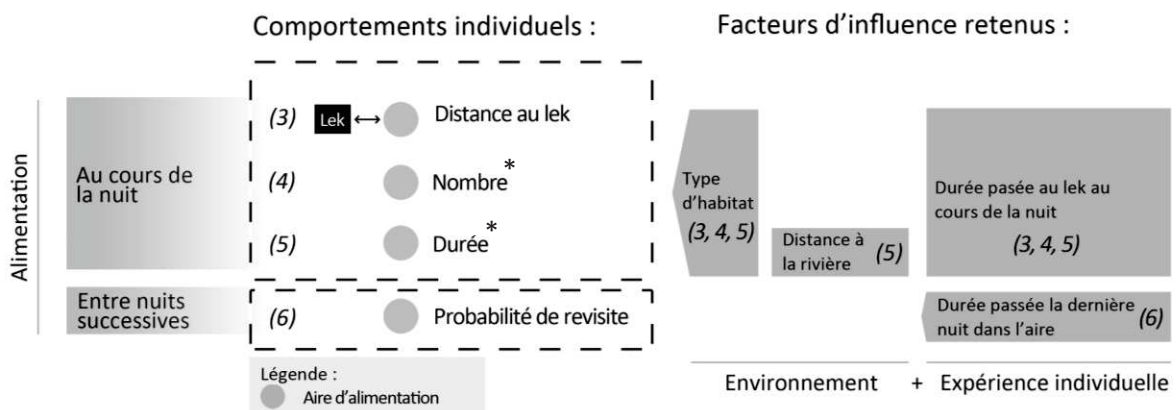 Comportements individuels :
Facteurs d'influence retenus :
Alimentation
Au cours de
la nuit
(3) Lek Distance au lek
(4) Nombre*
(5) Durée*
Type
d'habitat
(3, 4, 5)
Distance à
la rivière (5)
Durée pasée au lek au
cours de la nuit
(3, 4, 5)
Entre nuits
successives
(6) Probabilité de revisite
Durée passée la dernière
nuit dans l'aire (6)
Légende :
Aire d'alimentation
Environnement + Expérience individuelle